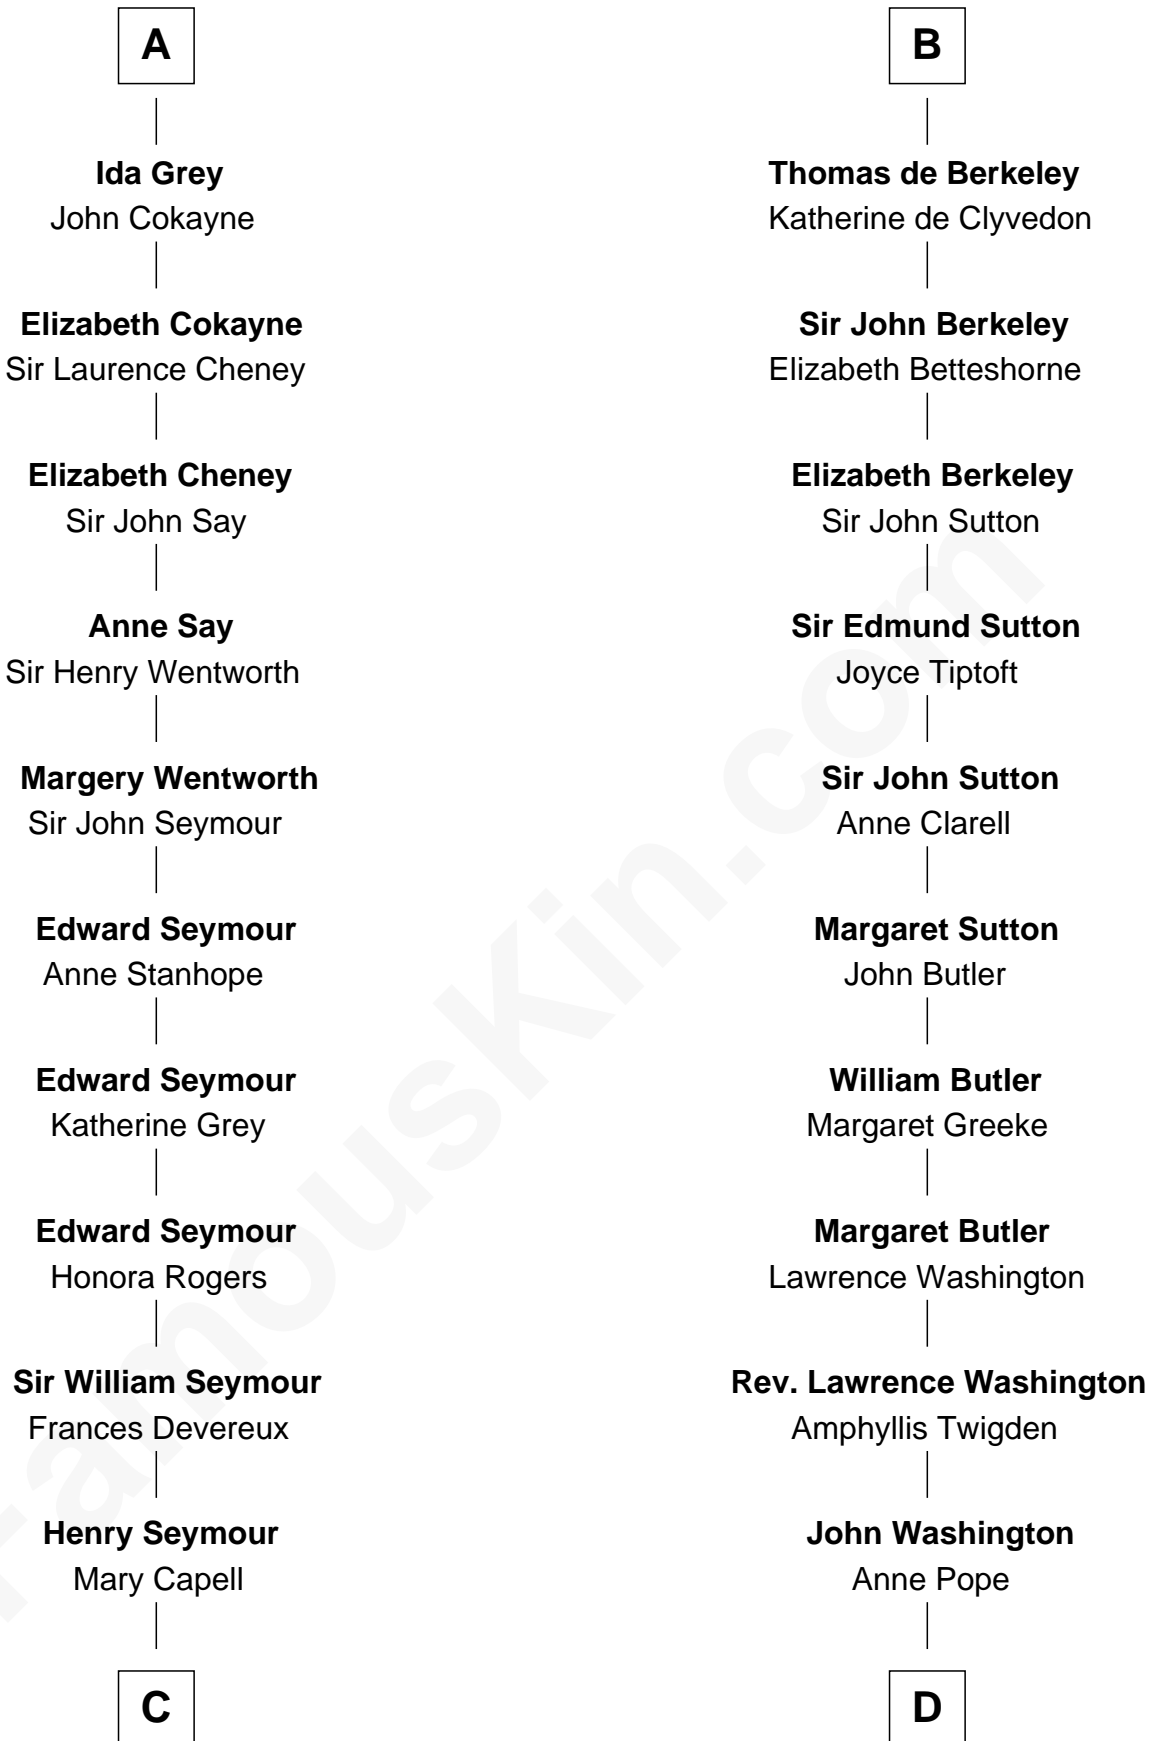 A
Ida Grey
John Cokayne
Elizabeth Cokayne
Sir Laurence Cheney
Elizabeth Cheney
Sir John Say
Anne Say
Sir Henry Wentworth
Margery Wentworth
Sir John Seymour
Edward Seymour
Anne Stanhope
Edward Seymour
Katherine Grey
Edward Seymour
Honora Rogers
Sir William Seymour
Frances Devereux
Henry Seymour
Mary Capell
C
B
Thomas de Berkeley
Katherine de Clyvedon
Sir John Berkeley
Elizabeth Betteshorne
Elizabeth Berkeley
Sir John Sutton
Sir Edmund Sutton
Joyce Tiptoft
Sir John Sutton
Anne Clarell
Margaret Sutton
John Butler
William Butler
Margaret Greeke
Margaret Butler
Lawrence Washington
Rev. Lawrence Washington
Amphyllis Twigden
John Washington
Anne Pope
D
FamousKin.com